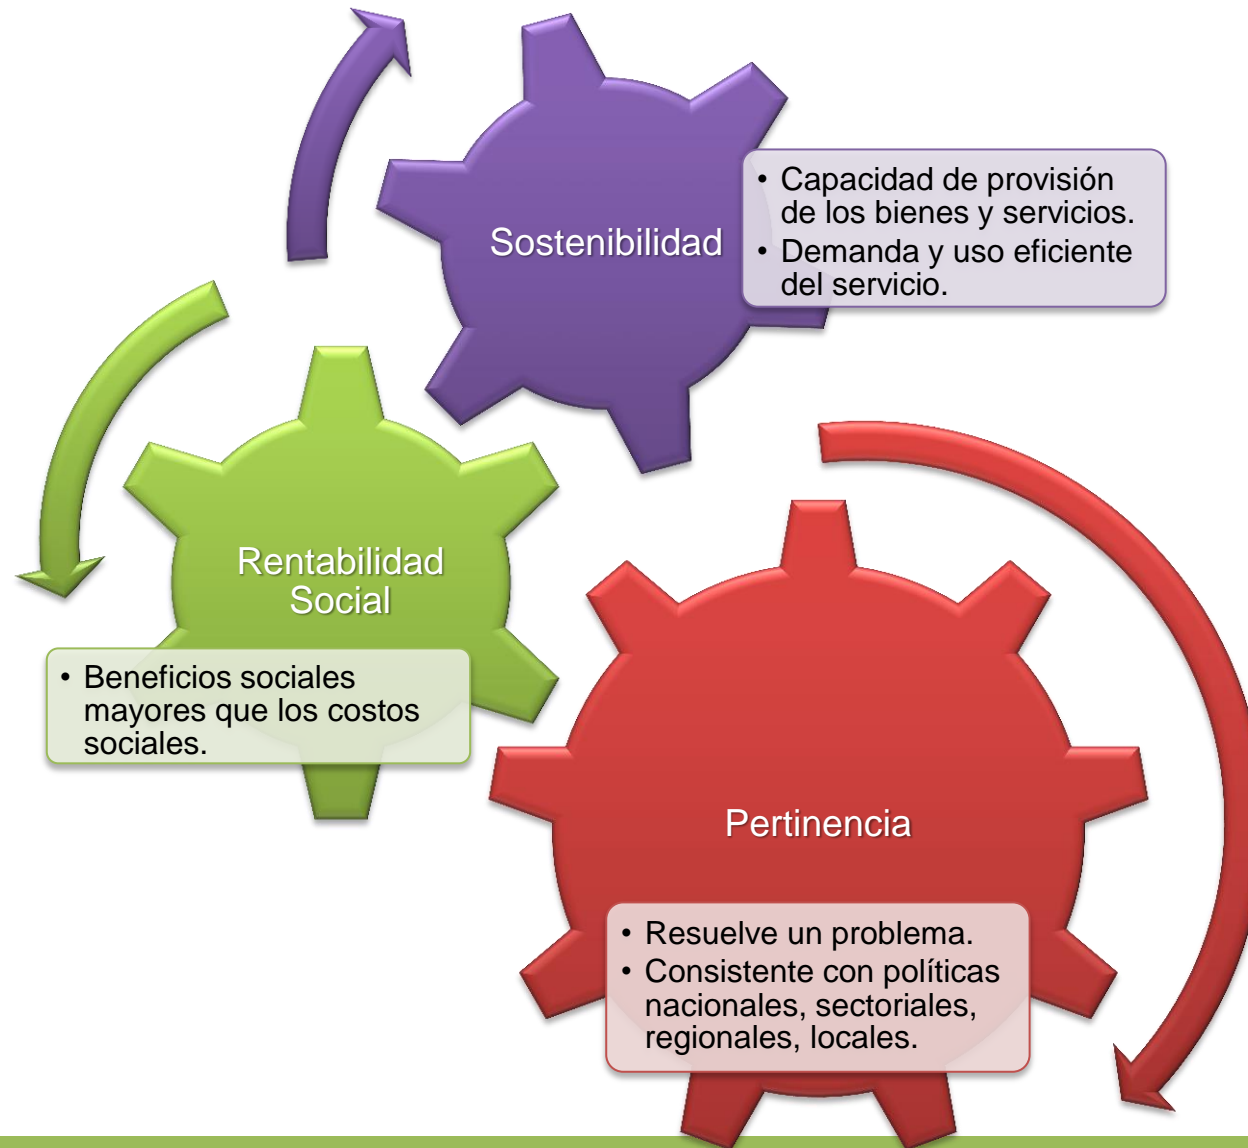 Sostenibilidad
• Capacidad de provisión
de los bienes y servicios.
• Demanda y uso eficiente
del servicio.
Rentabilidad
Social
• Beneficios sociales
mayores que los costos
sociales.
Pertinencia
• Resuelve un problema.
• Consistente con políticas
nacionales, sectoriales,
regionales, locales.